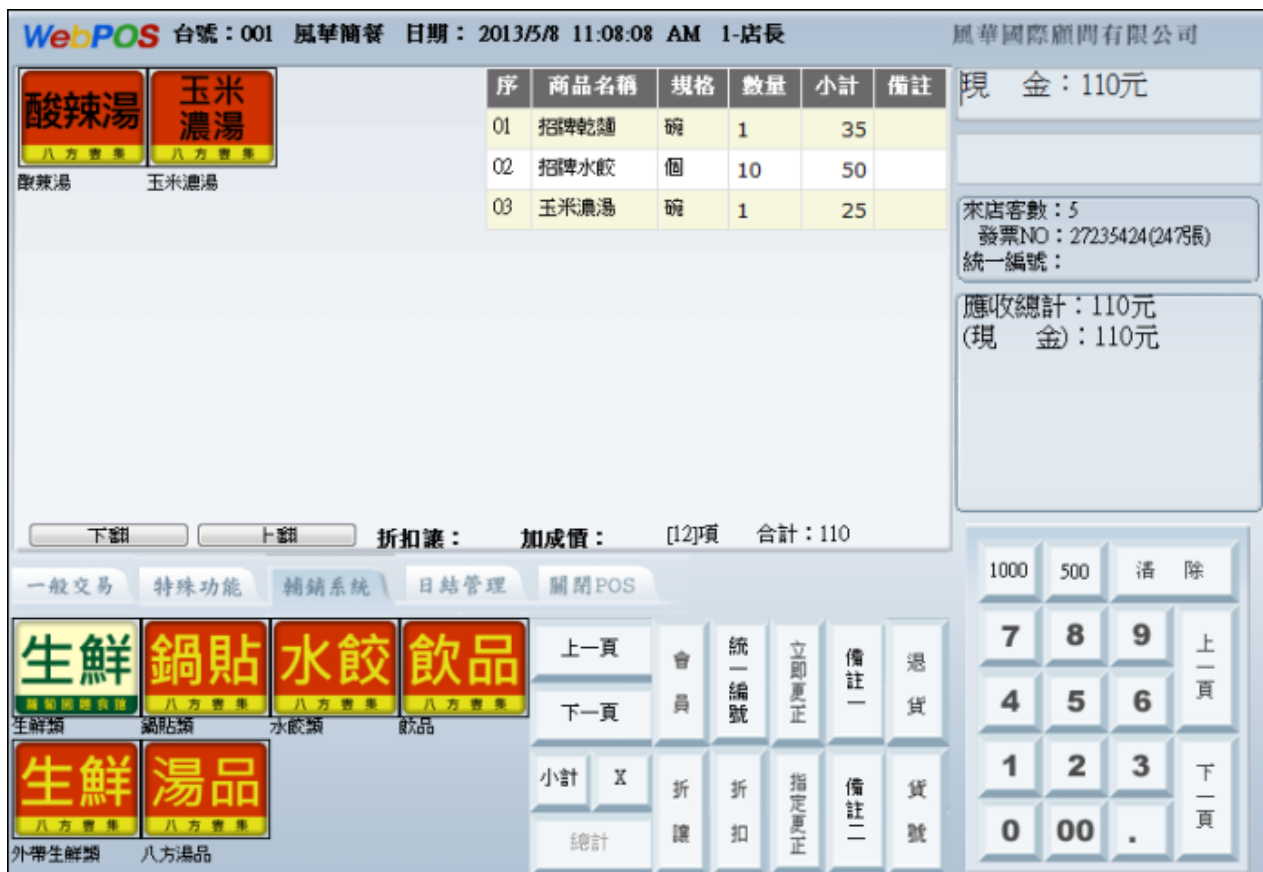 WebPOS 台號：001 風華簡餐 日期： 2013/5/8 11:08:08 AM 1-店長 風華國際顧問有限公司
酸辣湯 玉米濃湯
八方雲集 八方雲集
酸辣湯 玉米濃湯
序 商品名稱 規格 數量 小計 備註
01 招牌乾麵 碗 1 35
02 招牌水餃 個 10 50
03 玉米濃湯 碗 1 25
現 金：110元
來店客數：5
發票NO：27235424(247張)
統一編號：
應收總計：110元
(現 金)：110元
下翻 上翻 折扣讓： 加成價： [12]項 合計：110
一般交易 特殊功能 輔銷系統 日結管理 關閉POS
生鮮 鍋貼 水餃 飲品
八方雲集 八方雲集 八方雲集
生鮮類 鍋貼類 水餃類 飲品
生鮮 湯品
八方雲集 八方雲集
外帶生鮮類 八方湯品
上一頁 會員 統一編號 立即更正 備註一 退貨
下一頁
小計 X 折讓 折扣 指定更正 備註二 貨號
總計
1000 500 清 除
7 8 9 上一頁
4 5 6
1 2 3 下一頁
0 00 .